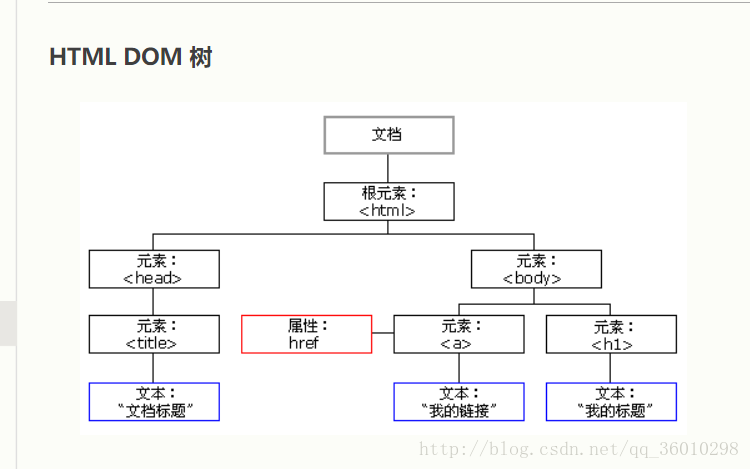 HTML DOM 树
文档
根元素：
<html>
元素：
<head>
元素：
<body>
元素：
<title>
属性：
href
元素：
<a>
元素：
<h1>
文本：
“文档标题”
文本：
“我的链接”
文本：
“我的标题”
http://blog.csdn.net/qq_36010298